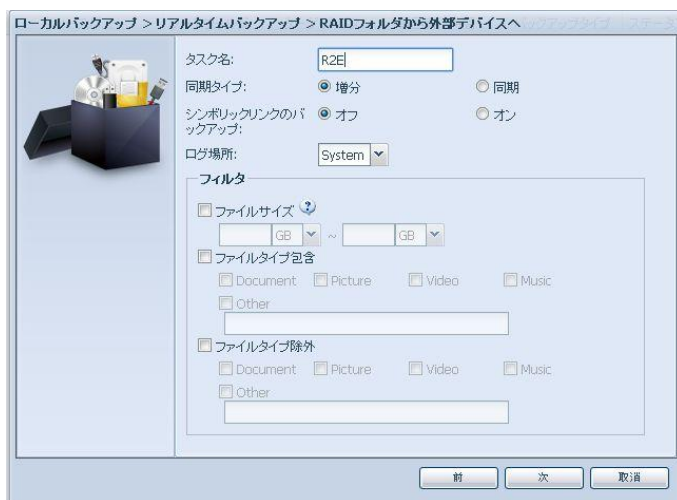 ローカルバックアップ >リアルタイムバックアップ > RAIDフォルダから外部デバイスへ
タスク名: R2E
同期タイプ: 増分 同期
シンボリックリンクのバ
ックアップ: オフ オン
ログ場所: System
フィルタ
ファイルサイズ ?
GB ~ GB
ファイルタイプ包含
Document Picture Video Music
Other
ファイルタイプ除外
Document Picture Video Music
Other
前 次 取消